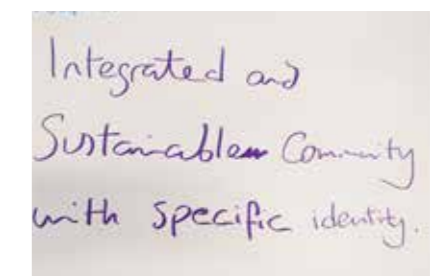 Integrated and
Sustainable Community
with specific identity.